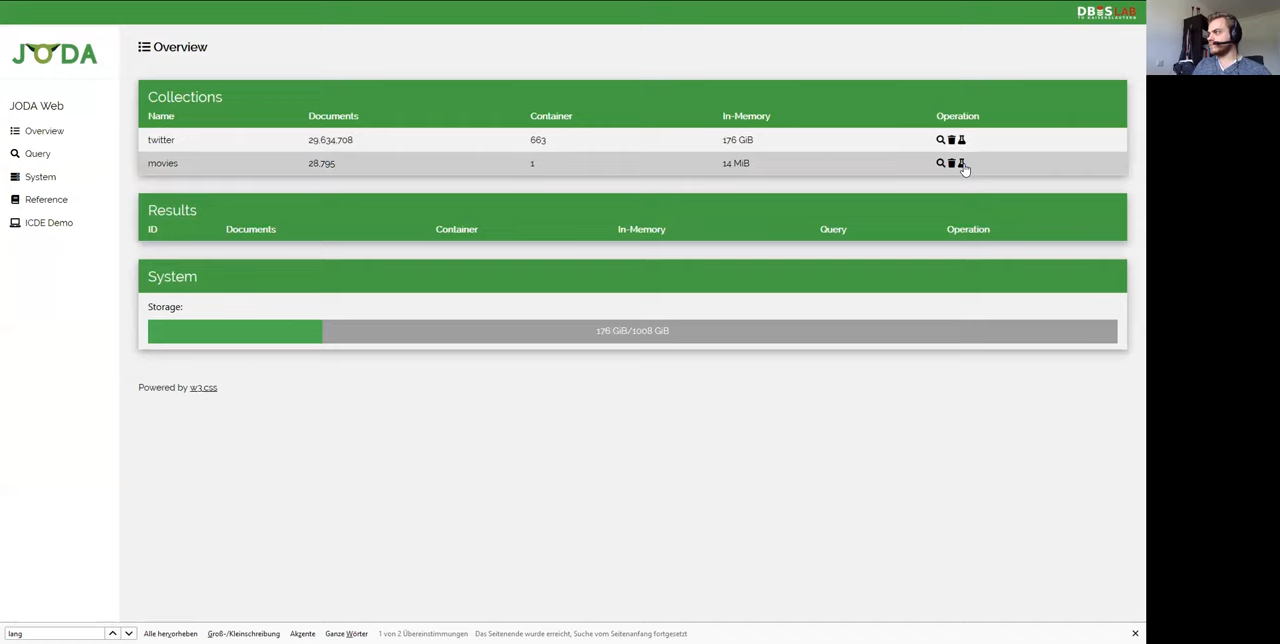 DBIS LAB
TU KAISERSLAUTERN
JODA
Overview
JODA Web
Overview
Query
System
Reference
ICDE Demo
Collections
Name Documents Container In-Memory Operation
twitter 29,634,708 663 176 GiB
movies 28,795 1 14 MiB
Results
ID Documents Container In-Memory Query Operation
System
Storage:
176 GiB/1008 GiB
Powered by w3.css
lang Alle hervorheben Groß-/Kleinschreibung Akzente Ganze Wörter 1 von 2 Übereinstimmungen Das Seitenende wurde erreicht, Suche vom Seitenanfang fortgesetzt